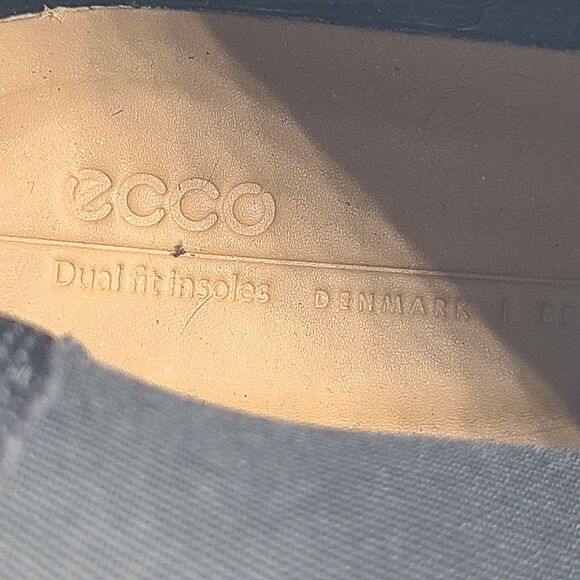 ecco
Dual fit insoles DENMARK |